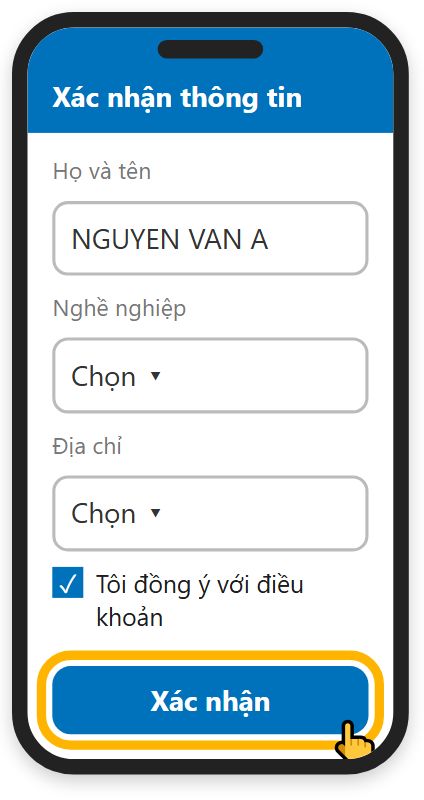 Xác nhận thông tin
Họ và tên
NGUYEN VAN A
Nghề nghiệp
Chọn ▼
Địa chỉ
Chọn ▼
Tôi đồng ý với điều
khoản
Xác nhận